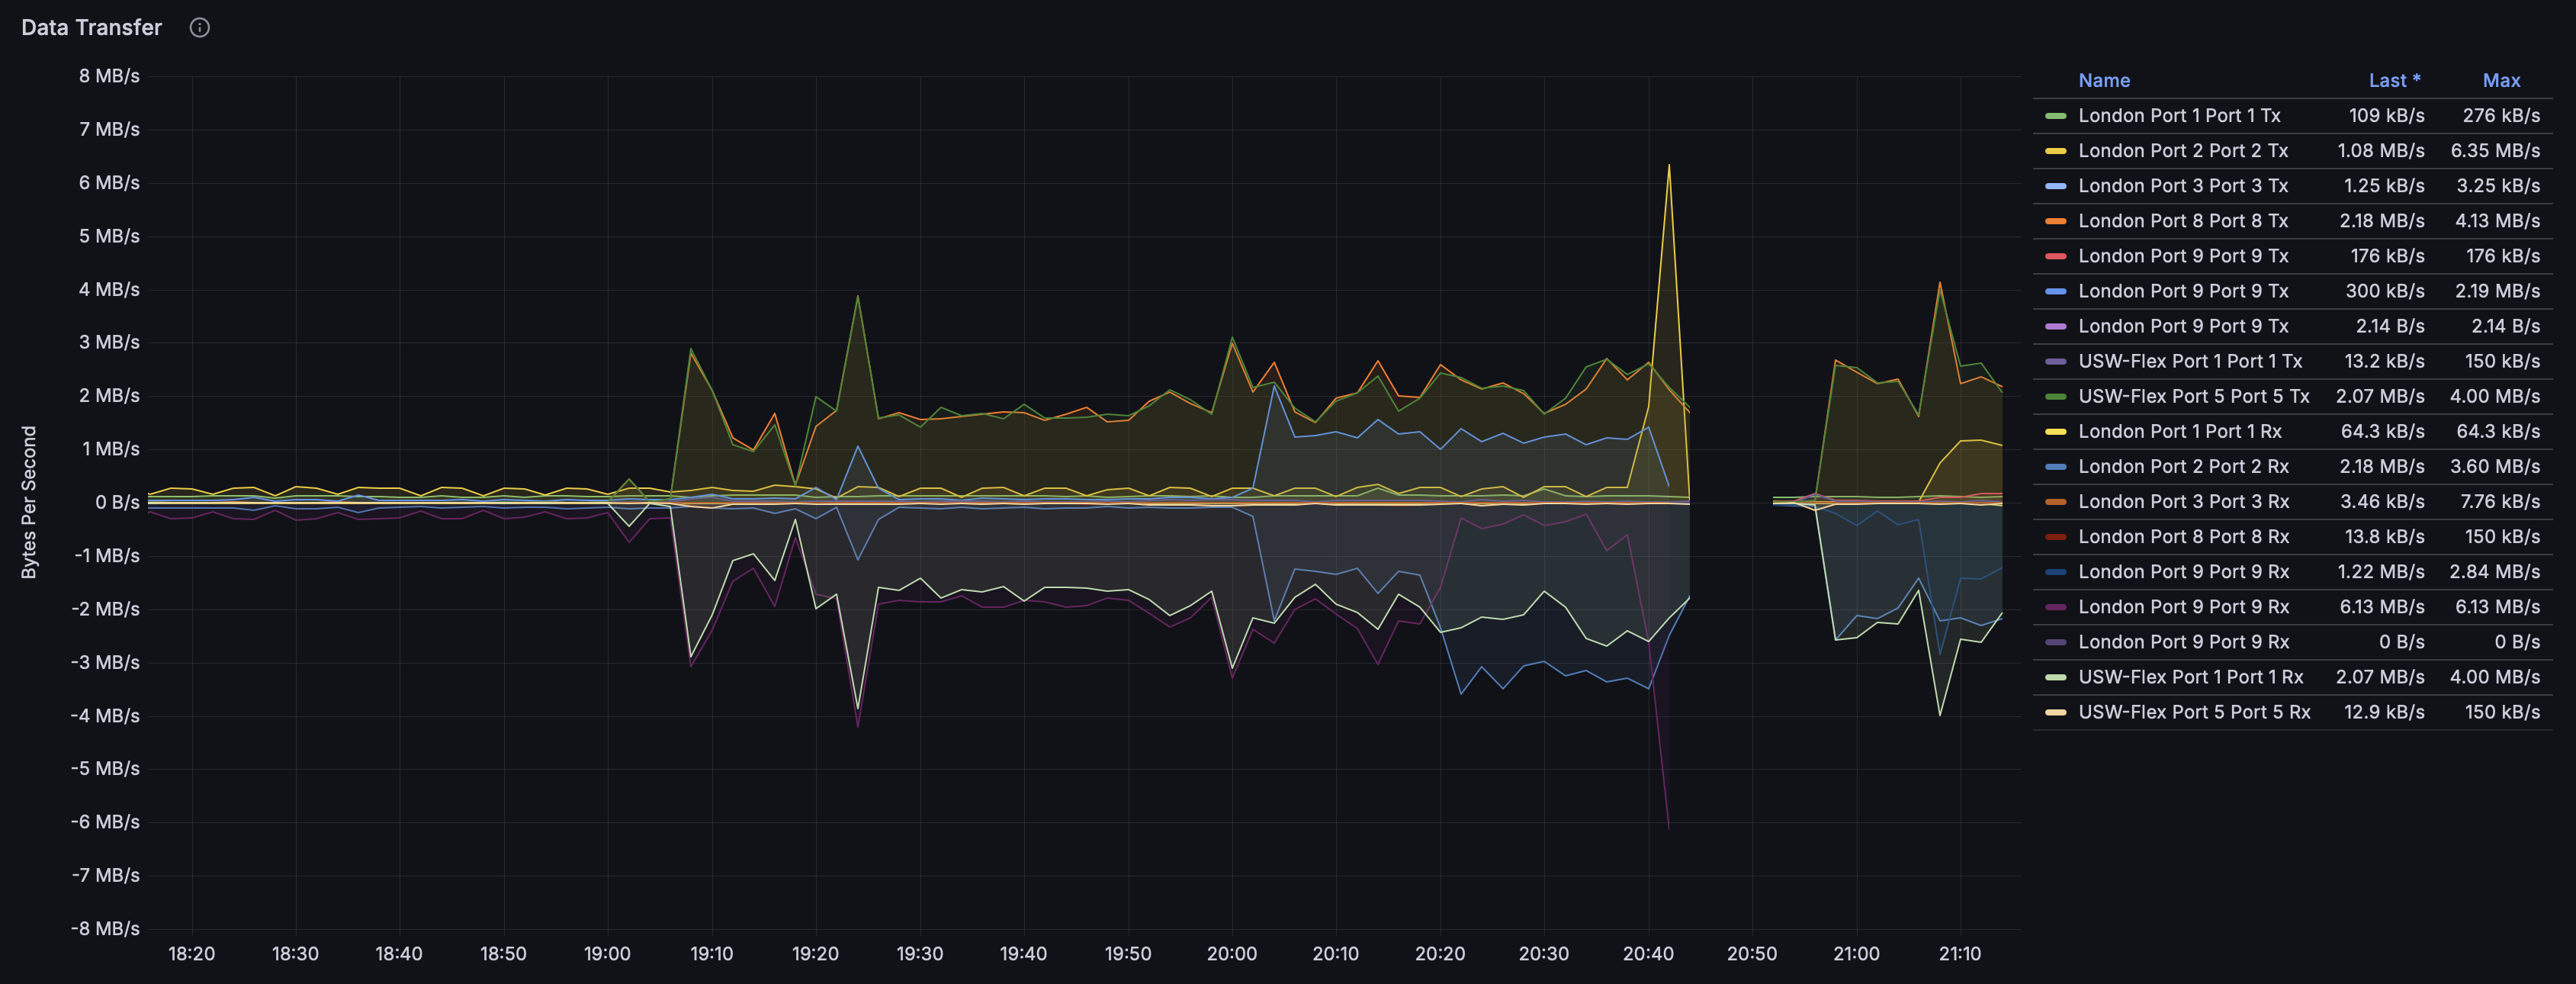 Data Transfer
8 MB/s
7 MB/s
6 MB/s
5 MB/s
4 MB/s
3 MB/s
2 MB/s
1 MB/s
0 B/s
-1 MB/s
-2 MB/s
-3 MB/s
-4 MB/s
-5 MB/s
-6 MB/s
-7 MB/s
-8 MB/s
Bytes Per Second
18:20 18:30 18:40 18:50 19:00 19:10 19:20 19:30 19:40 19:50 20:00 20:10 20:20 20:30 20:40 20:50 21:00 21:10
Name Last * Max
London Port 1 Port 1 Tx 109 kB/s 276 kB/s
London Port 2 Port 2 Tx 1.08 MB/s 6.35 MB/s
London Port 3 Port 3 Tx 1.25 kB/s 3.25 kB/s
London Port 8 Port 8 Tx 2.18 MB/s 4.13 MB/s
London Port 9 Port 9 Tx 176 kB/s 176 kB/s
London Port 9 Port 9 Tx 300 kB/s 2.19 MB/s
London Port 9 Port 9 Tx 2.14 B/s 2.14 B/s
USW-Flex Port 1 Port 1 Tx 13.2 kB/s 150 kB/s
USW-Flex Port 5 Port 5 Tx 2.07 MB/s 4.00 MB/s
London Port 1 Port 1 Rx 64.3 kB/s 64.3 kB/s
London Port 2 Port 2 Rx 2.18 MB/s 3.60 MB/s
London Port 3 Port 3 Rx 3.46 kB/s 7.76 kB/s
London Port 8 Port 8 Rx 13.8 kB/s 150 kB/s
London Port 9 Port 9 Rx 1.22 MB/s 2.84 MB/s
London Port 9 Port 9 Rx 6.13 MB/s 6.13 MB/s
London Port 9 Port 9 Rx 0 B/s 0 B/s
USW-Flex Port 1 Port 1 Rx 2.07 MB/s 4.00 MB/s
USW-Flex Port 5 Port 5 Rx 12.9 kB/s 150 kB/s